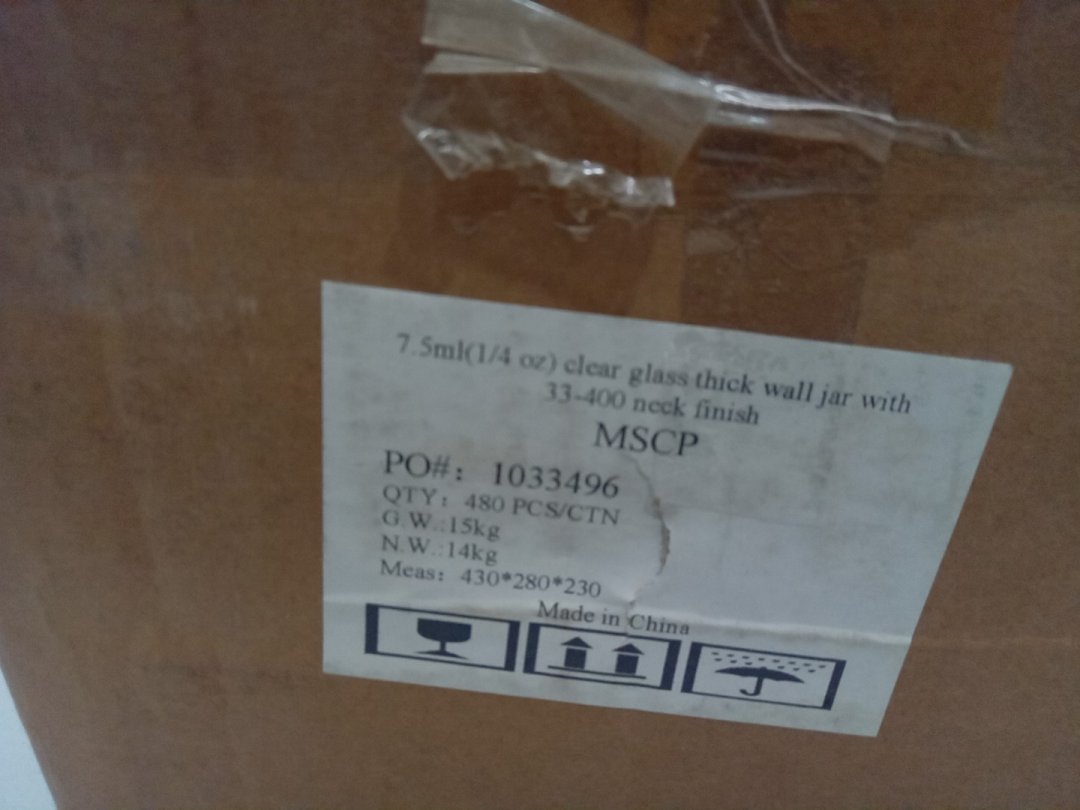 7.5ml(1/4 oz) clear glass thick wall jar with
33-400 neck finish
MSCP
PO#: 1033496
QTY: 480 PCS/CTN
G.W.:15kg
N.W.:14kg
Meas: 430*280*230
Made in China